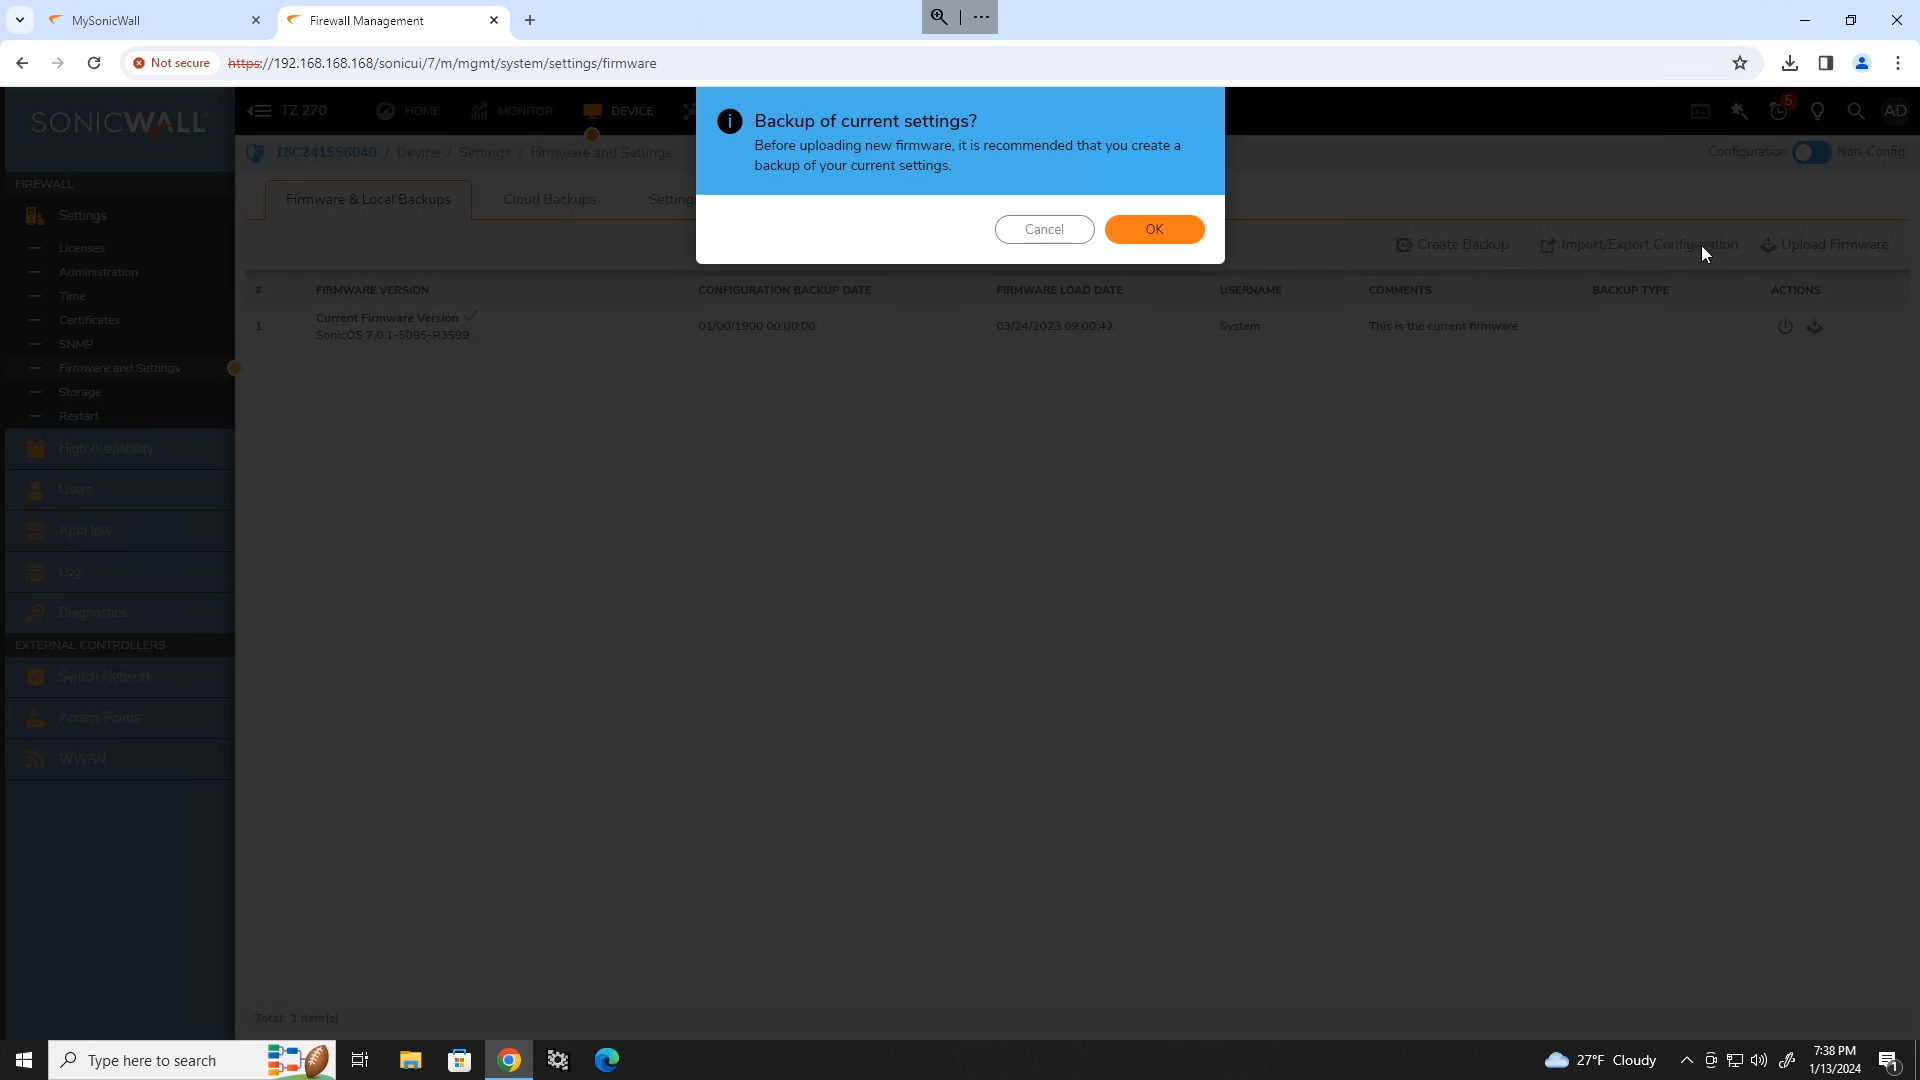 MySonicWall
Firewall Management
Not secure
https://192.168.168.168/sonicui/7/m/mgmt/system/settings/firmware
SONICWALL
TZ 270
HOME
MONITOR
DEVICE
5
AD
Backup of current settings?
Before uploading new firmware, it is recommended that you create a
backup of your current settings.
Cancel
OK
18C241556040 / Device / Settings / Firmware and Settings
Configuration
Non-Config
Firmware & Local Backups
Cloud Backups
Create Backup
Import/Export Configuration
Upload Firmware
# FIRMWARE VERSION CONFIGURATION BACKUP DATE FIRMWARE LOAD DATE USERNAME COMMENTS BACKUP TYPE ACTIONS
1 Current Firmware Version 01/00/1900 00:00:00 03/24/2023 09:00:42 System This is the current firmware.
SonicOS 7.0.1-5095-R3599
FIREWALL
Settings
Licenses
Administration
Time
Certificates
SNMP
Firmware and Settings
Storage
Restart
High Availability
Users
AppFlow
Log
Diagnostics
EXTERNAL CONTROLLERS
Switch Network
Access Points
WWAN
Total: 1 item(s)
Type here to search
27°F Cloudy
7:38 PM
1/13/2024
1